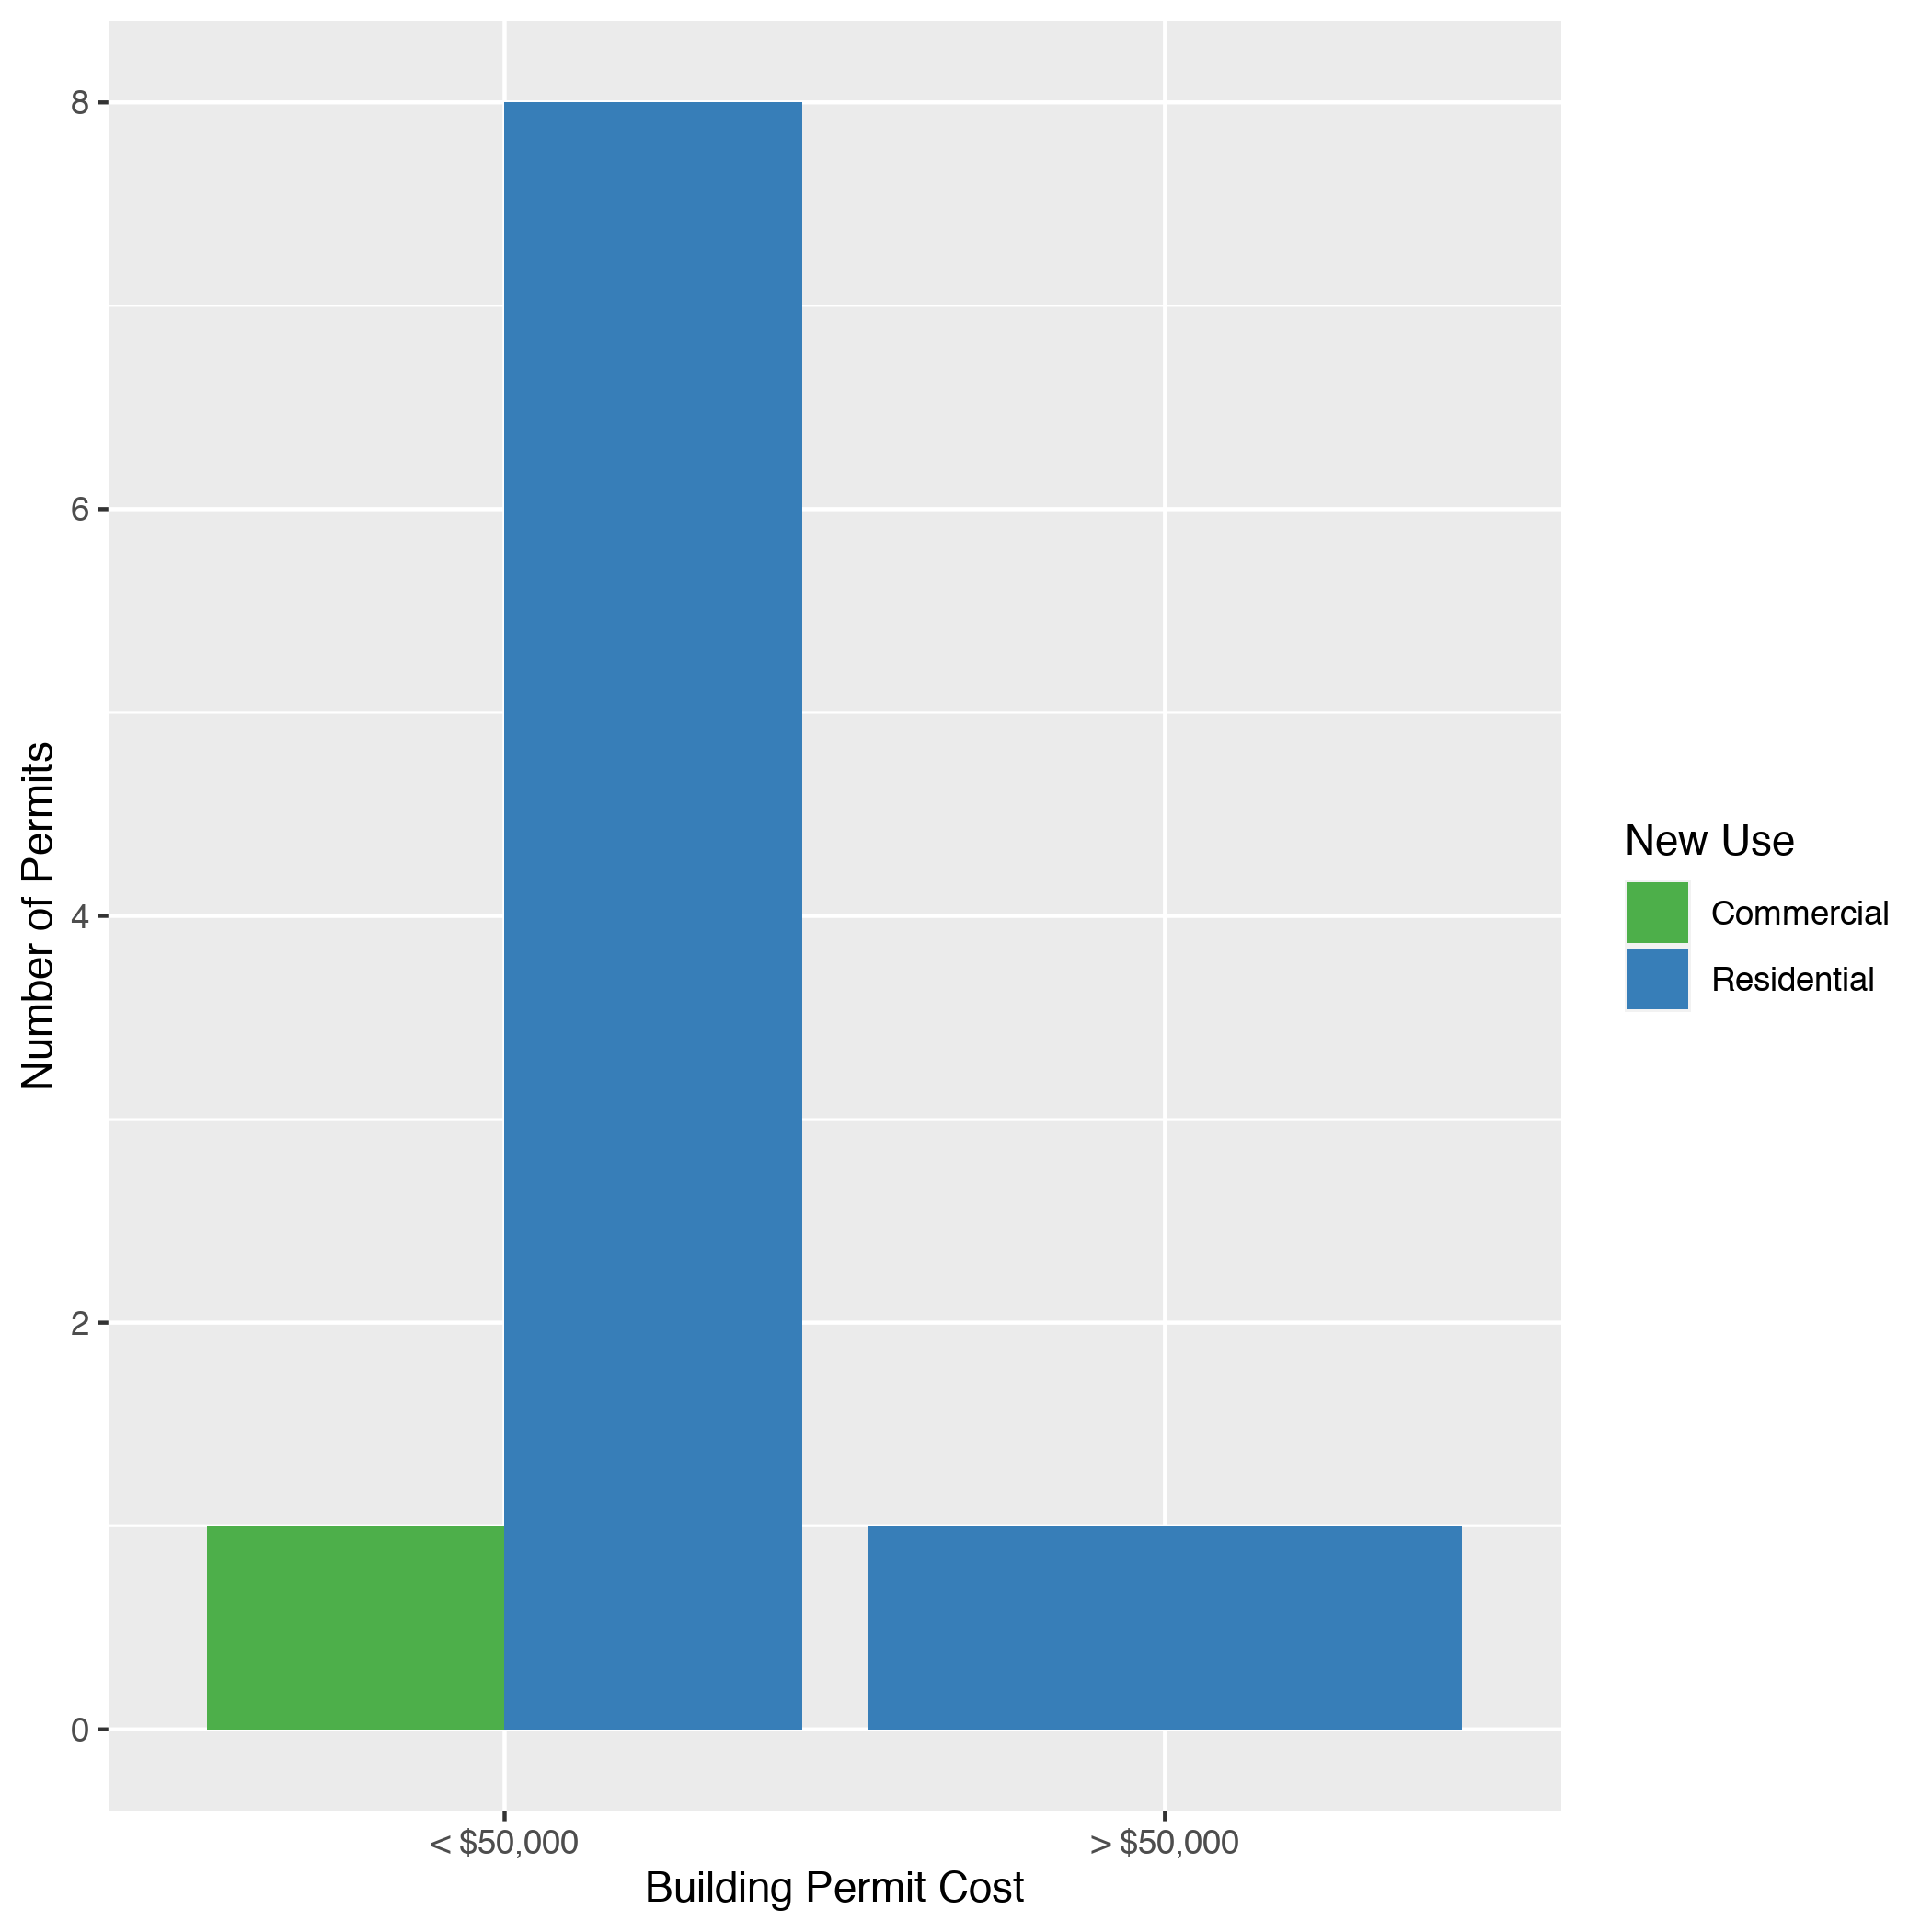 8
6
4
2
0
Number of Permits
< $50,000
> $50,000
Building Permit Cost
New Use
Commercial
Residential